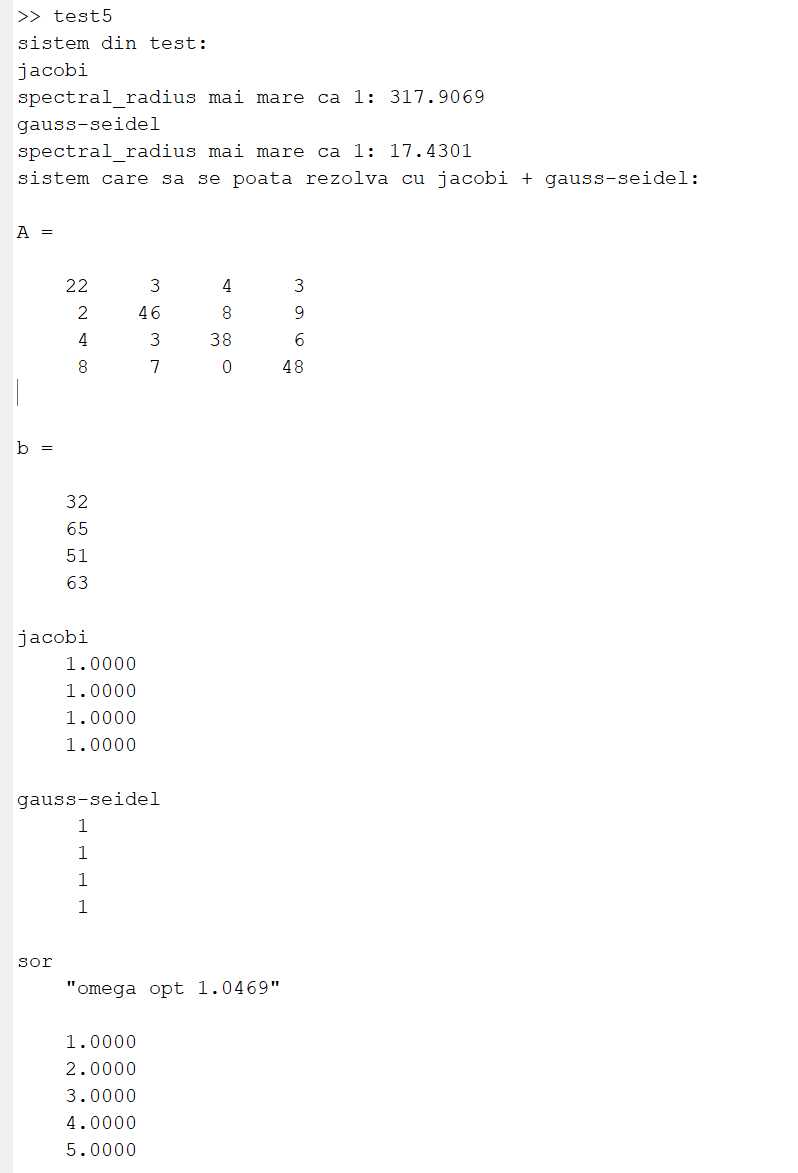 >> test5
sistem din test:
jacobi
spectral_radius mai mare ca 1: 317.9069
gauss-seidel
spectral_radius mai mare ca 1: 17.4301
sistem care sa se poata rezolva cu jacobi + gauss-seidel:
A =
22 3 4 3
2 46 8 9
4 3 38 6
8 7 0 48
b =
32
65
51
63
jacobi
1.0000
1.0000
1.0000
1.0000
gauss-seidel
1
1
1
1
sor
"omega opt 1.0469"
1.0000
2.0000
3.0000
4.0000
5.0000